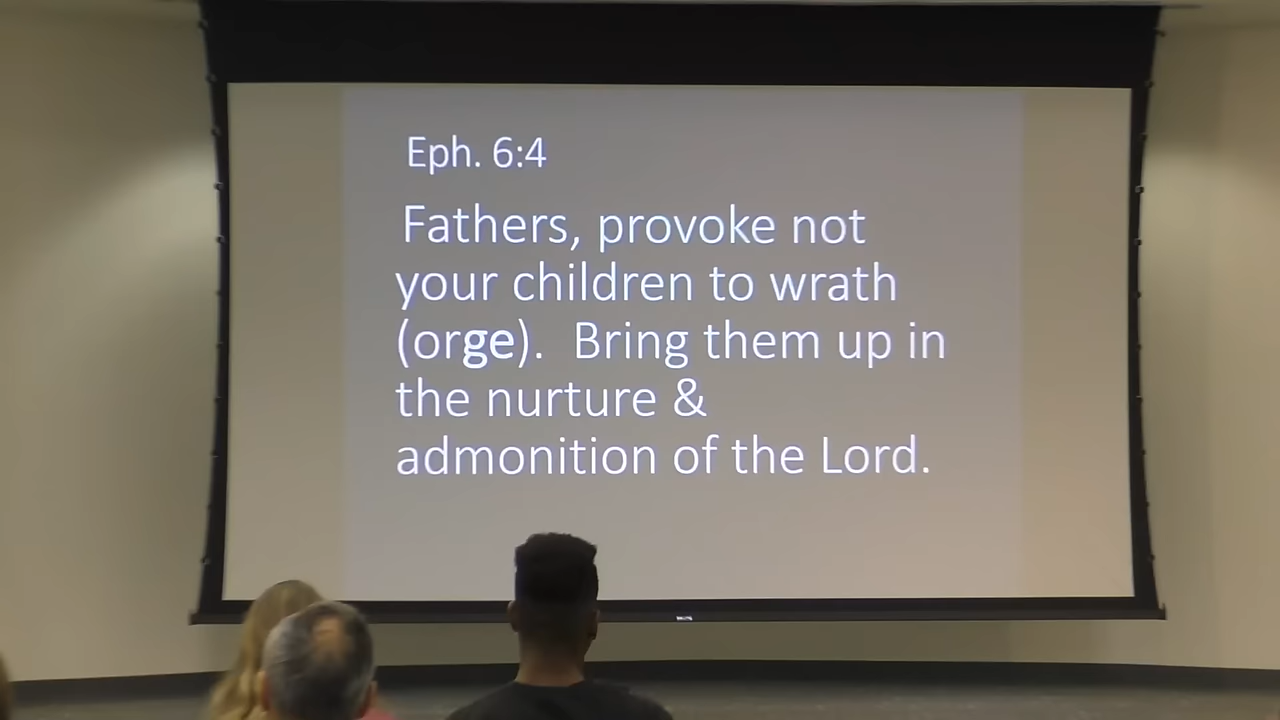 Eph. 6:4
Fathers, provoke not
your children to wrath
(orge).  Bring them up in
the nurture &
admonition of the Lord.